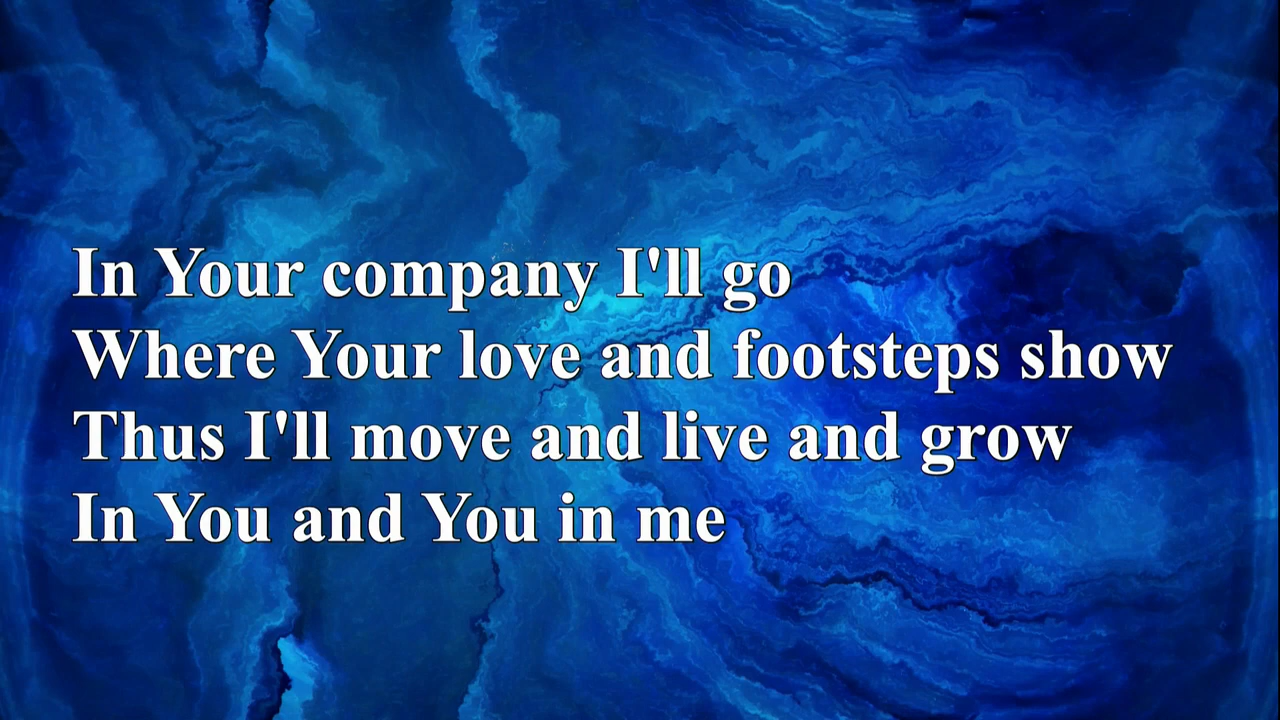 In Your company I'll go
Where Your love and footsteps show
Thus I'll move and live and grow
In You and You in me